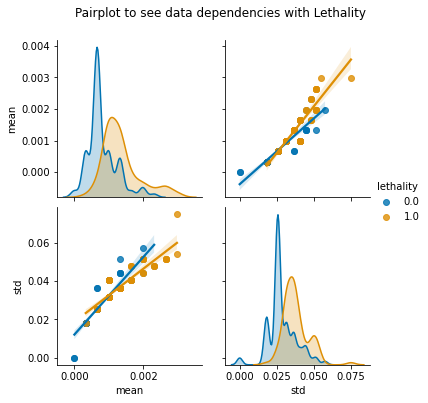 Pairplot to see data dependencies with Lethality
0.004
0.003
0.002
0.001
0.000
mean
lethality
0.0
1.0
0.06
0.04
0.02
0.00
std
0.000 0.002
mean
0.000 0.025 0.050 0.075
std